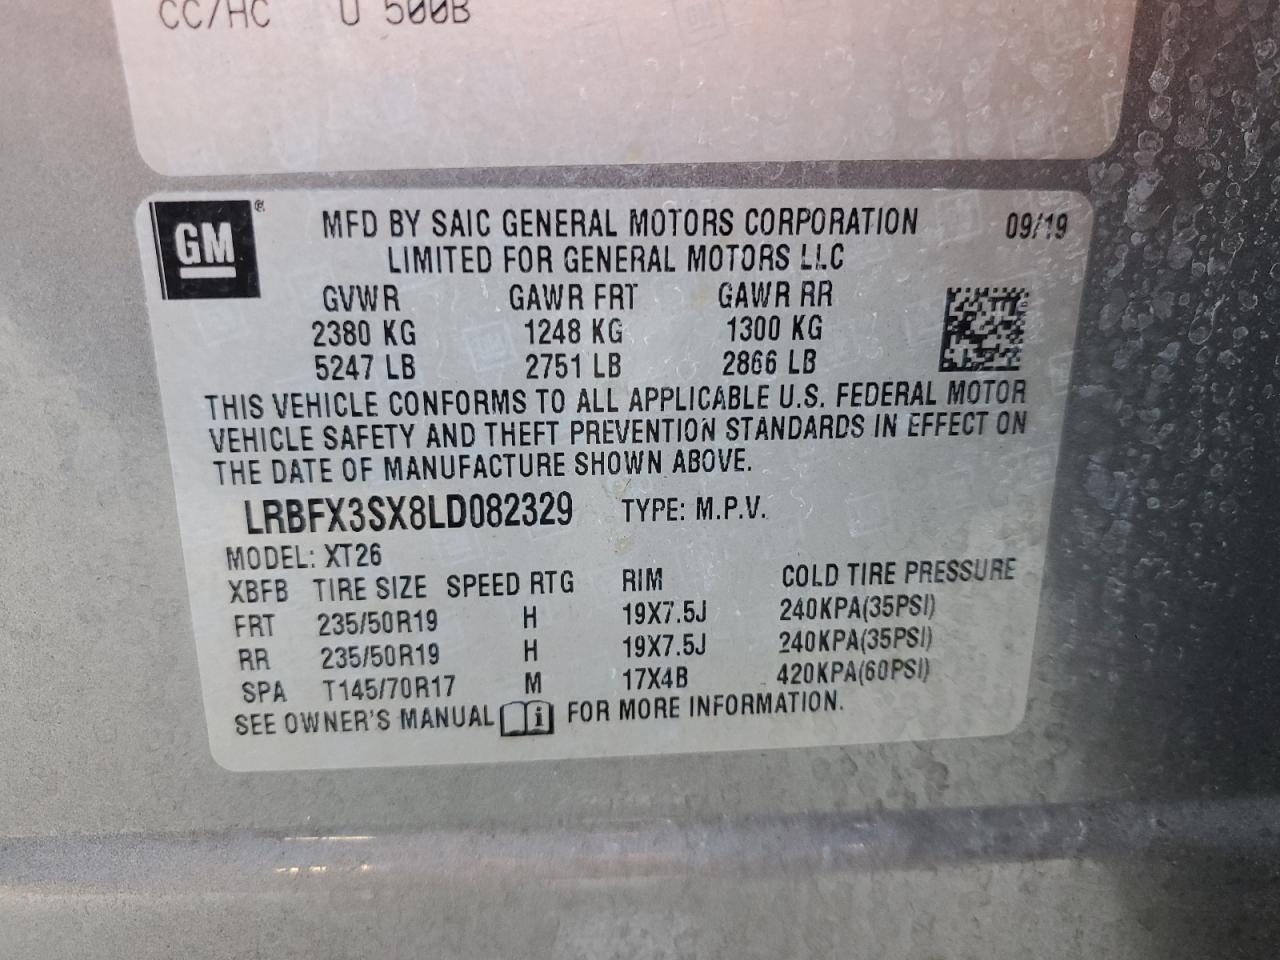 CC/HC U 500B
GM ®
MFD BY SAIC GENERAL MOTORS CORPORATION 09/19
LIMITED FOR GENERAL MOTORS LLC
GVWR GAWR FRT GAWR RR
2380 KG 1248 KG 1300 KG
5247 LB 2751 LB 2866 LB
THIS VEHICLE CONFORMS TO ALL APPLICABLE U.S. FEDERAL MOTOR
VEHICLE SAFETY AND THEFT PREVENTION STANDARDS IN EFFECT ON
THE DATE OF MANUFACTURE SHOWN ABOVE.
LRBFX3SX8LD082329 TYPE: M.P.V.
MODEL: XT26
XBFB TIRE SIZE SPEED RTG RIM COLD TIRE PRESSURE
FRT 235/50R19 H 19X7.5J 240KPA(35PSI)
RR 235/50R19 H 19X7.5J 240KPA(35PSI)
SPA T145/70R17 M 17X4B 420KPA(60PSI)
SEE OWNER'S MANUAL i FOR MORE INFORMATION.